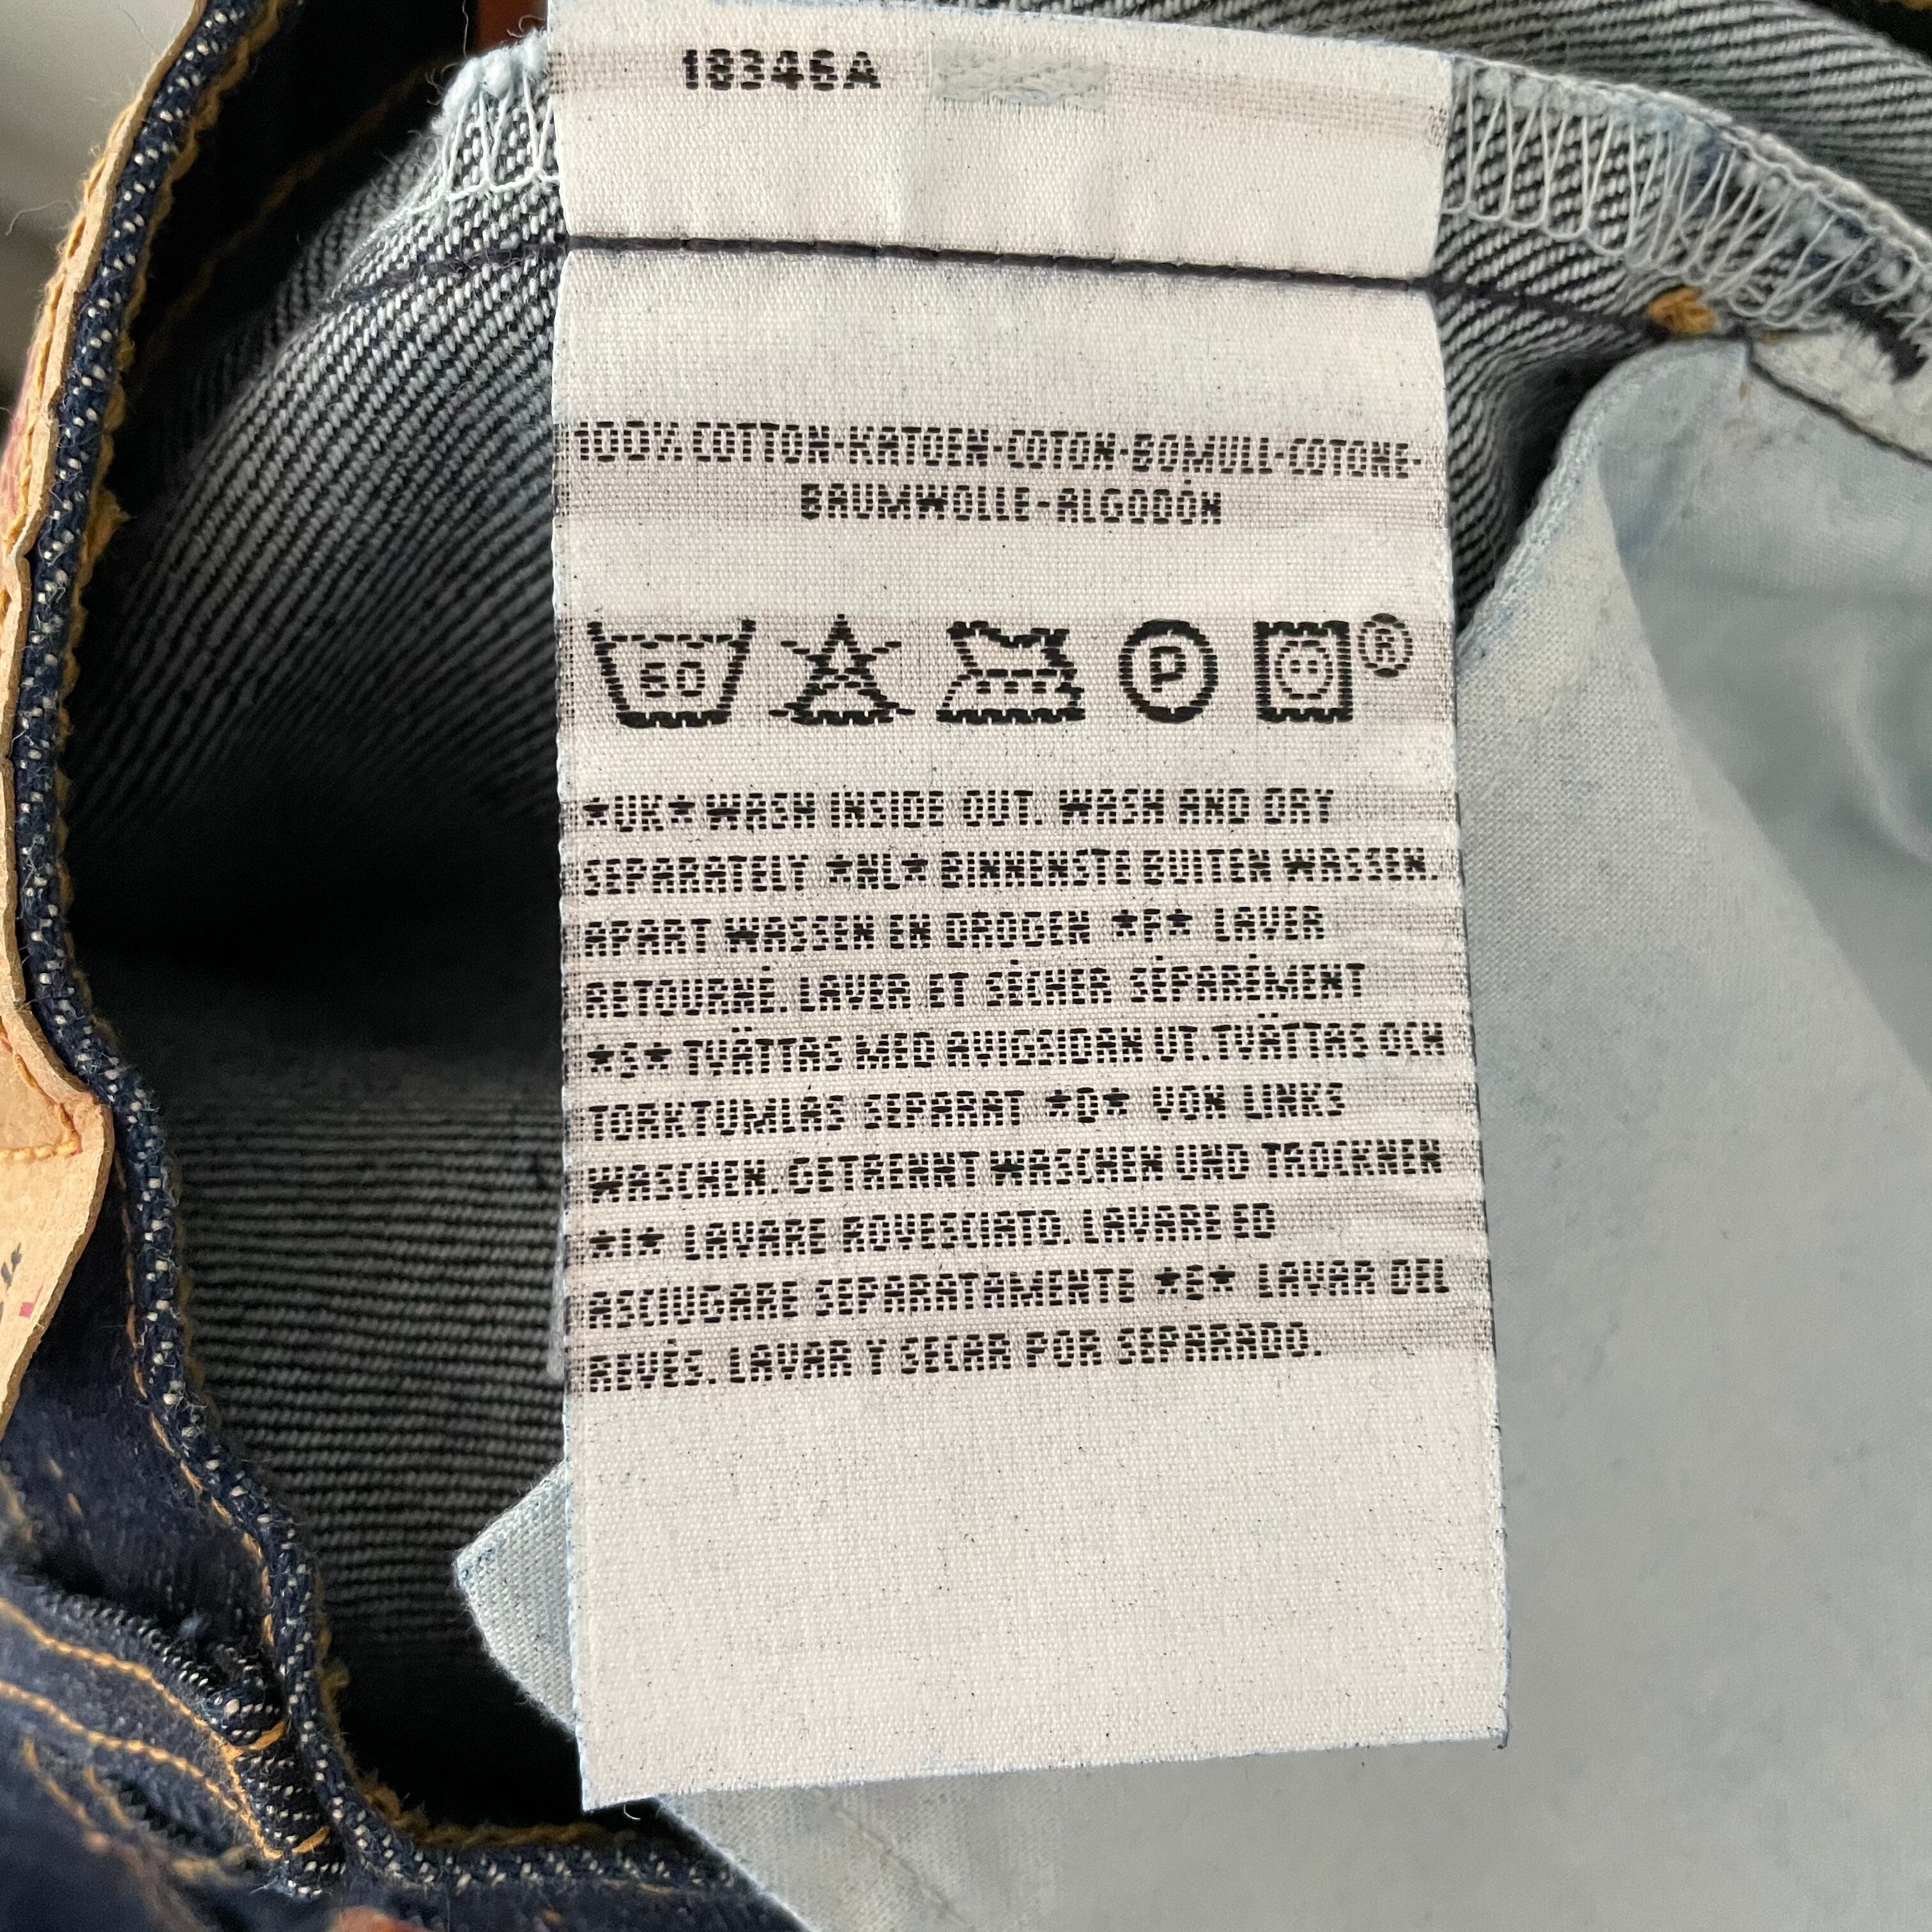 18346A
100% COTTON-KATOEN-COTON-BOMULL-COTONE-
BAUMWOLLE-ALGODÓN
60 P ®
*UK* WASH INSIDE OUT. WASH AND DRY
SEPARATELY *NL* BINNENSTE BUITEN WASSEN.
APART WASSEN EN DROGEN *F* LAVER
RETOURNÉ. LAVER ET SÉCHER SÉPARÉMENT
*S* TVÄTTAS MED AVIGSIDAN UT. TVÄTTAS OCH
TORKTUMLAS SEPARAT *D* VON LINKS
WASCHEN. GETRENNT WASCHEN UND TROCKNEN
*I* LAVARE ROVESCIATO. LAVARE ED
ASCIUGARE SEPARATAMENTE *E* LAVAR DEL
REVÉS. LAVAR Y SECAR POR SEPARADO.